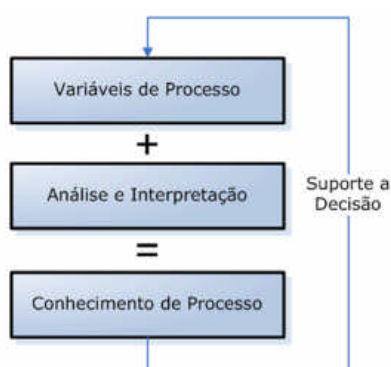 Variáveis de Processo
+
Análise e Interpretação
=
Conhecimento de Processo
Suporte a
Decisão